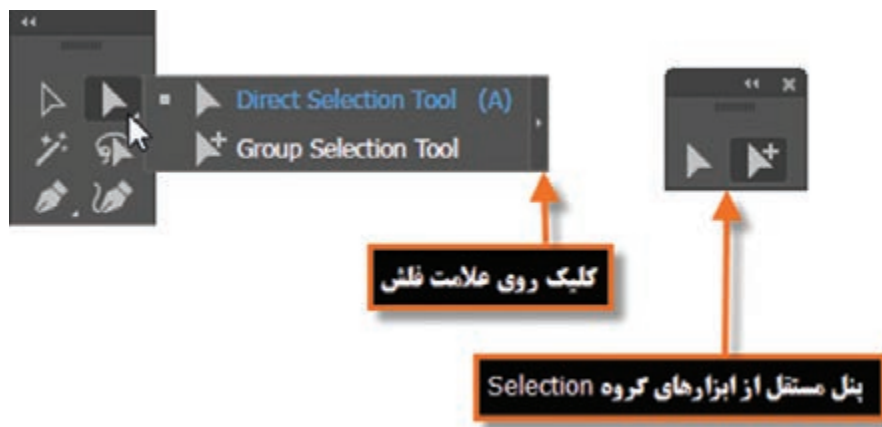 Direct Selection Tool (A)
Group Selection Tool
کلیک روی علامت فلش
پنل مستقل از ابزارهای گروه Selection